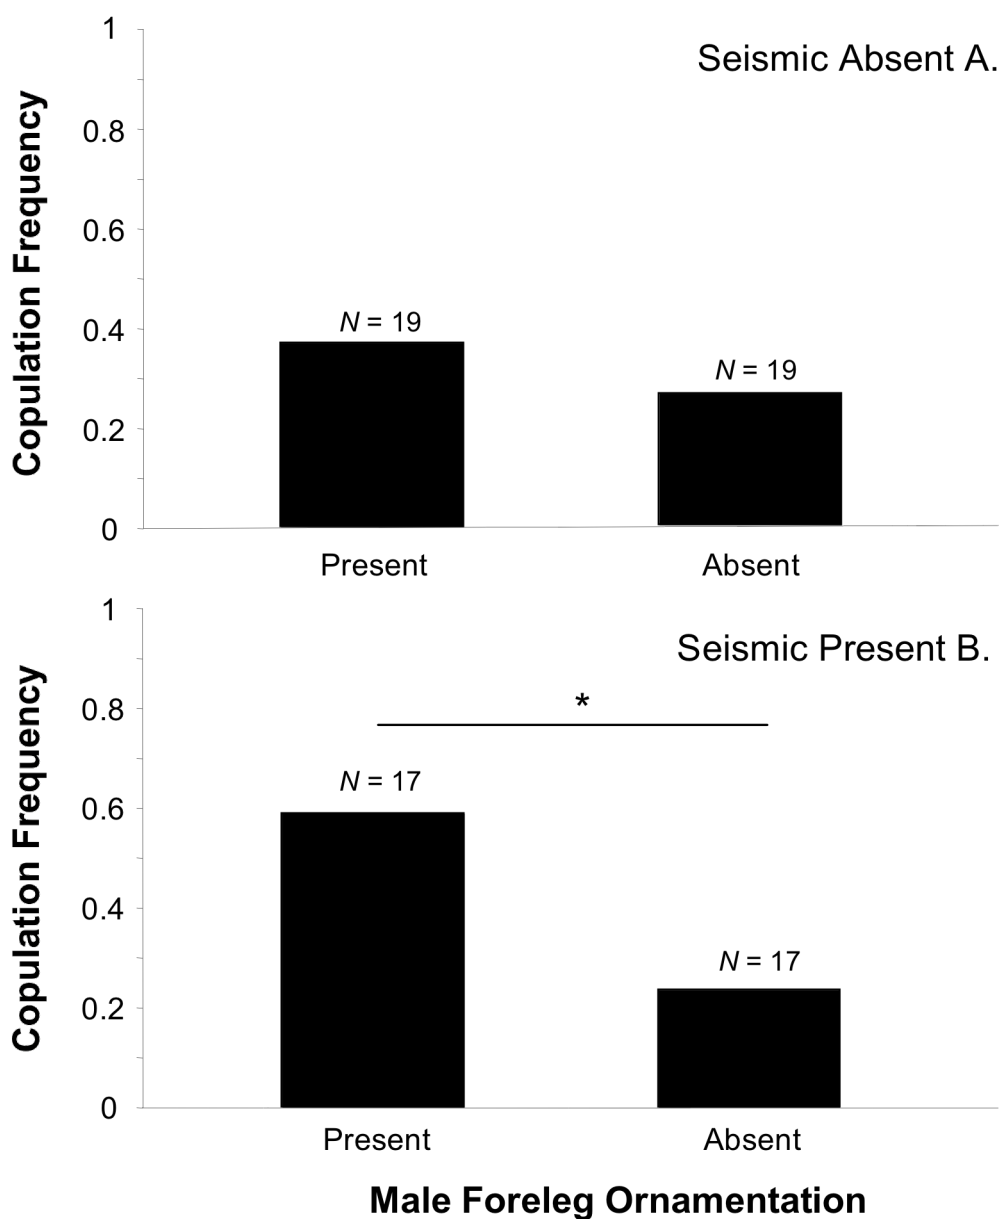 Seismic Absent A.
Copulation Frequency
1
0.8
0.6
0.4
0.2
0
N = 19
N = 19
Present
Absent
Seismic Present B.
Copulation Frequency
1
0.8
0.6
0.4
0.2
0
*
N = 17
N = 17
Present
Absent
Male Foreleg Ornamentation